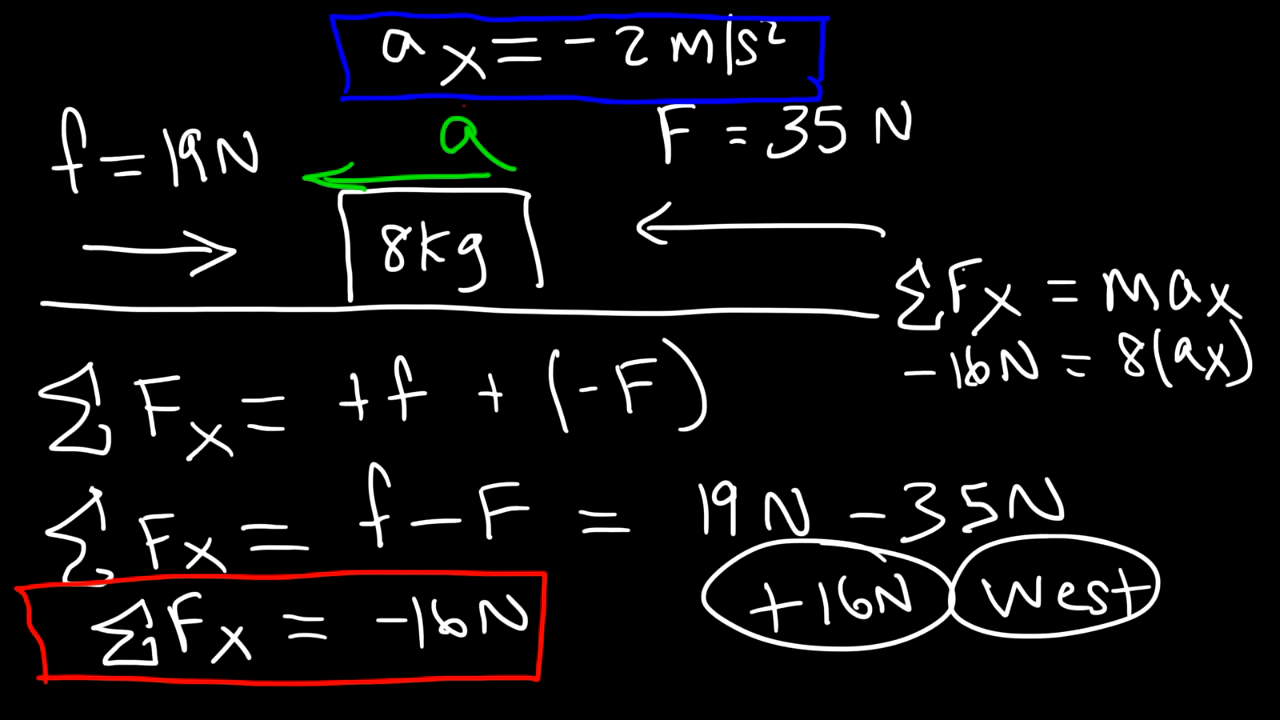 aₓ = -2 m/s²
f = 19N
a
F = 35 N
8kg
ΣFₓ = maₓ
-16N = 8(aₓ)
ΣFₓ = +f + (-F)
ΣFₓ = f - F = 19N - 35N
ΣFₓ = -16N
+16N west